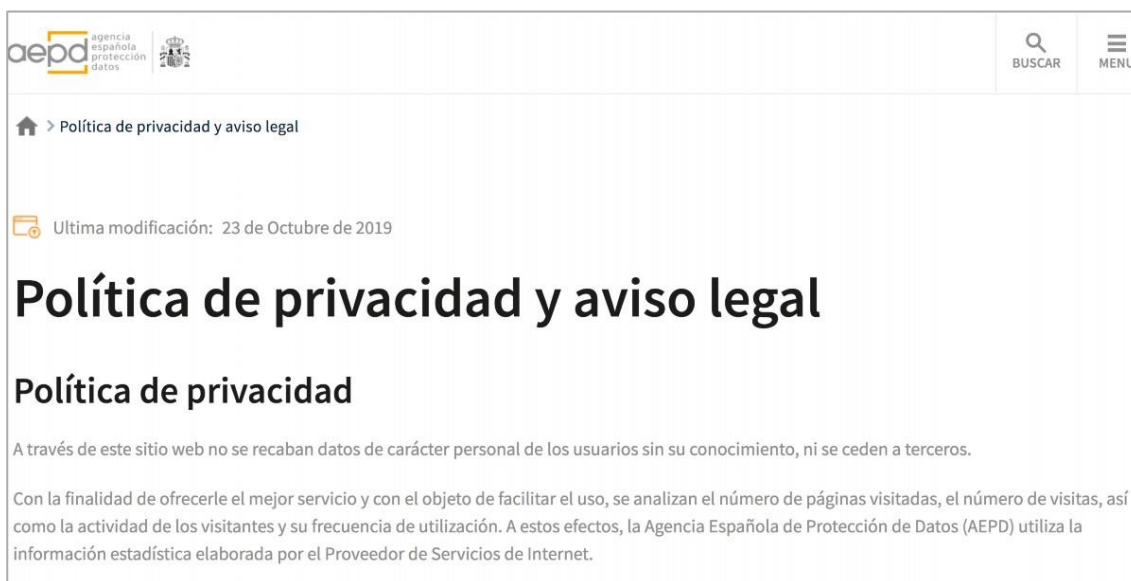 aepd
agencia
española
protección
datos
BUSCAR
MENU
> Política de privacidad y aviso legal
Ultima modificación: 23 de Octubre de 2019
Política de privacidad y aviso legal
Política de privacidad
A través de este sitio web no se recaban datos de carácter personal de los usuarios sin su conocimiento, ni se ceden a terceros.
Con la finalidad de ofrecerle el mejor servicio y con el objeto de facilitar el uso, se analizan el número de páginas visitadas, el número de visitas, así
como la actividad de los visitantes y su frecuencia de utilización. A estos efectos, la Agencia Española de Protección de Datos (AEPD) utiliza la
información estadística elaborada por el Proveedor de Servicios de Internet.